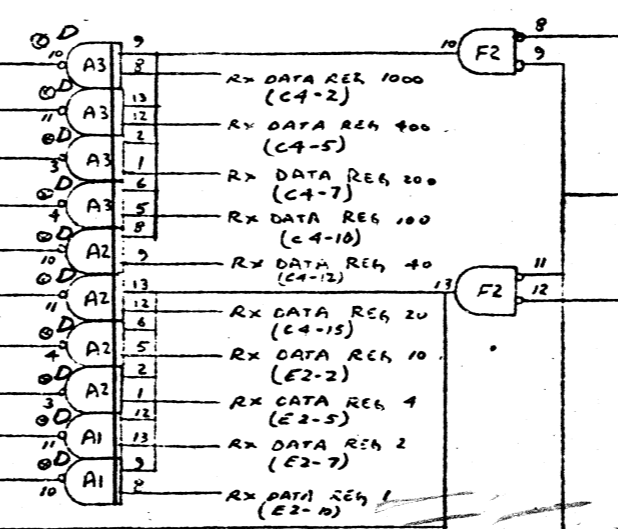 D 9 8
10 A3 8 10 F2 9
RX DATA REG 1000
D (C4-2)
13
11 A3 12 RX DATA REG 400
D 2 (C4-5)
3 A3 1 RX DATA REG 200
D 6 (C4-7)
4 A3 5 RX DATA REG 100
D 8 (C4-10)
10 A2 9 RX DATA REG 40 11
D 13 (C4-12) 13 F2 12
11 A2 12 RX DATA REG 20
D 6 (C4-15)
4 A2 5 RX DATA REG 10
D 2 (E2-2)
3 A2 1 RX DATA REG 4
D 12 (E2-5)
11 A1 13 RX DATA REG 2
D 9 (E2-7)
10 A1 8 RX DATA REG 1
(E2-10)